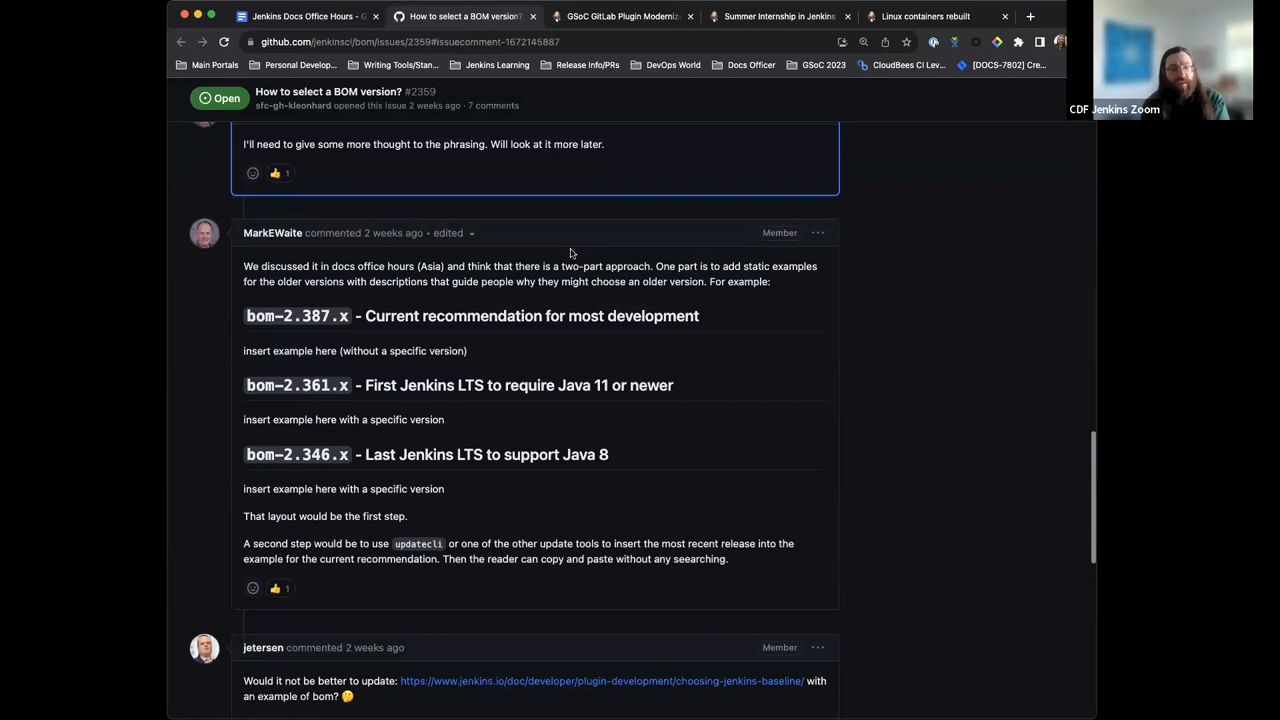 Jenkins Docs Office Hours - G
How to select a BOM version?
GSoC GitLab Plugin Moderniza
Summer Internship in Jenkins
Linux containers rebuilt
github.com/jenkinsci/bom/issues/2359#issuecomment-1672145887
Main Portals
Personal Develop...
Writing Tools/Stan...
Jenkins Learning
Release Info/PRs
DevOps World
Docs Officer
GSoC 2023
CloudBees CI Lev...
[DOCS-7802] Cre...
CDF Jenkins Zoom
Open
How to select a BOM version? #2359
sfc-gh-kleonhard opened this issue 2 weeks ago · 7 comments
I'll need to give some more thought to the phrasing. Will look at it more later.
1
MarkEWaite commented 2 weeks ago • edited
Member
We discussed it in docs office hours (Asia) and think that there is a two-part approach. One part is to add static examples
for the older versions with descriptions that guide people why they might choose an older version. For example:
bom-2.387.x - Current recommendation for most development
insert example here (without a specific version)
bom-2.361.x - First Jenkins LTS to require Java 11 or newer
insert example here with a specific version
bom-2.346.x - Last Jenkins LTS to support Java 8
insert example here with a specific version
That layout would be the first step.
A second step would be to use updatecli or one of the other update tools to insert the most recent release into the
example for the current recommendation. Then the reader can copy and paste without any seearching.
1
jetersen commented 2 weeks ago
Member
Would it not be better to update: https://www.jenkins.io/doc/developer/plugin-development/choosing-jenkins-baseline/ with
an example of bom? 🤔